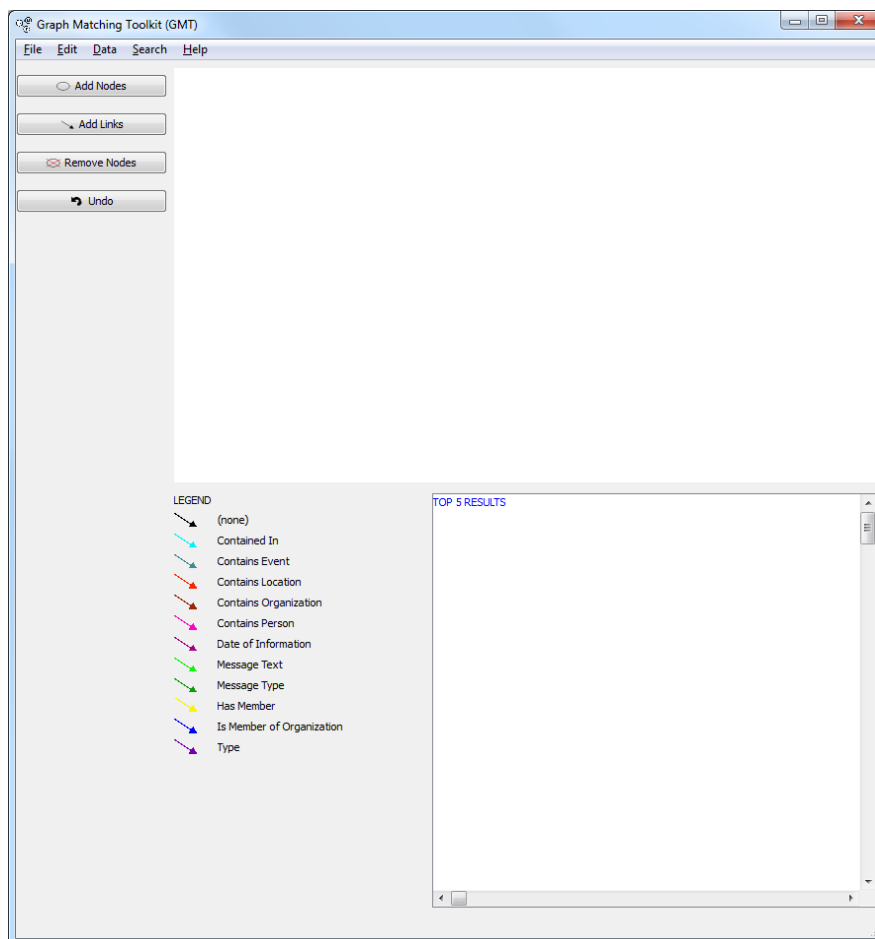 Graph Matching Toolkit (GMT)
File Edit Data Search Help
Add Nodes
Add Links
Remove Nodes
Undo
LEGEND
(none)
Contained In
Contains Event
Contains Location
Contains Organization
Contains Person
Date of Information
Message Text
Message Type
Has Member
Is Member of Organization
Type
TOP 5 RESULTS